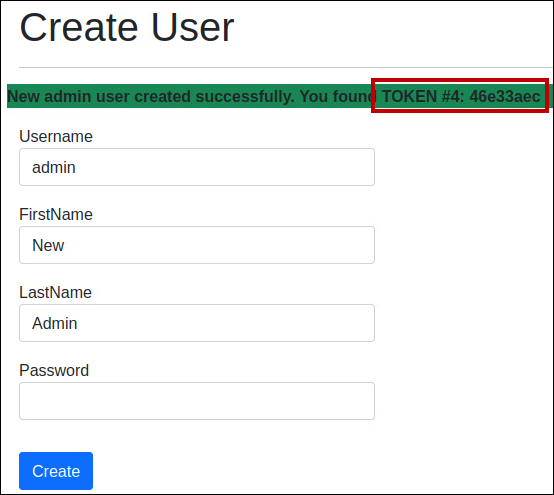 Create User
New admin user created successfully. You found TOKEN #4: 46e33aec
Username
admin
FirstName
New
LastName
Admin
Password
Create